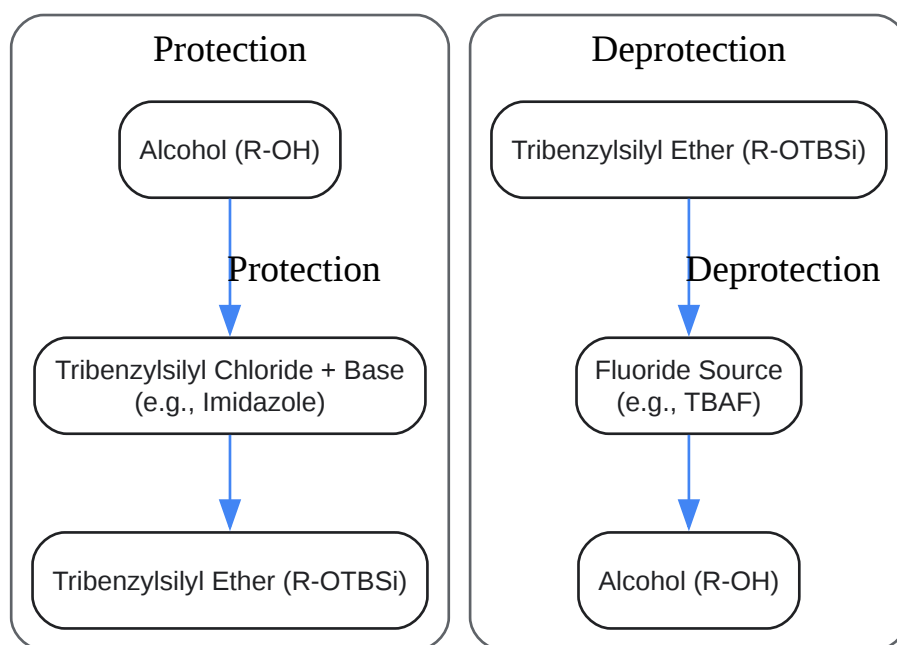 Protection
Alcohol (R-OH)
Protection
Tribenzylsilyl Chloride + Base
(e.g., Imidazole)
Tribenzylsilyl Ether (R-OTBSi)
Deprotection
Tribenzylsilyl Ether (R-OTBSi)
Deprotection
Fluoride Source
(e.g., TBAF)
Alcohol (R-OH)